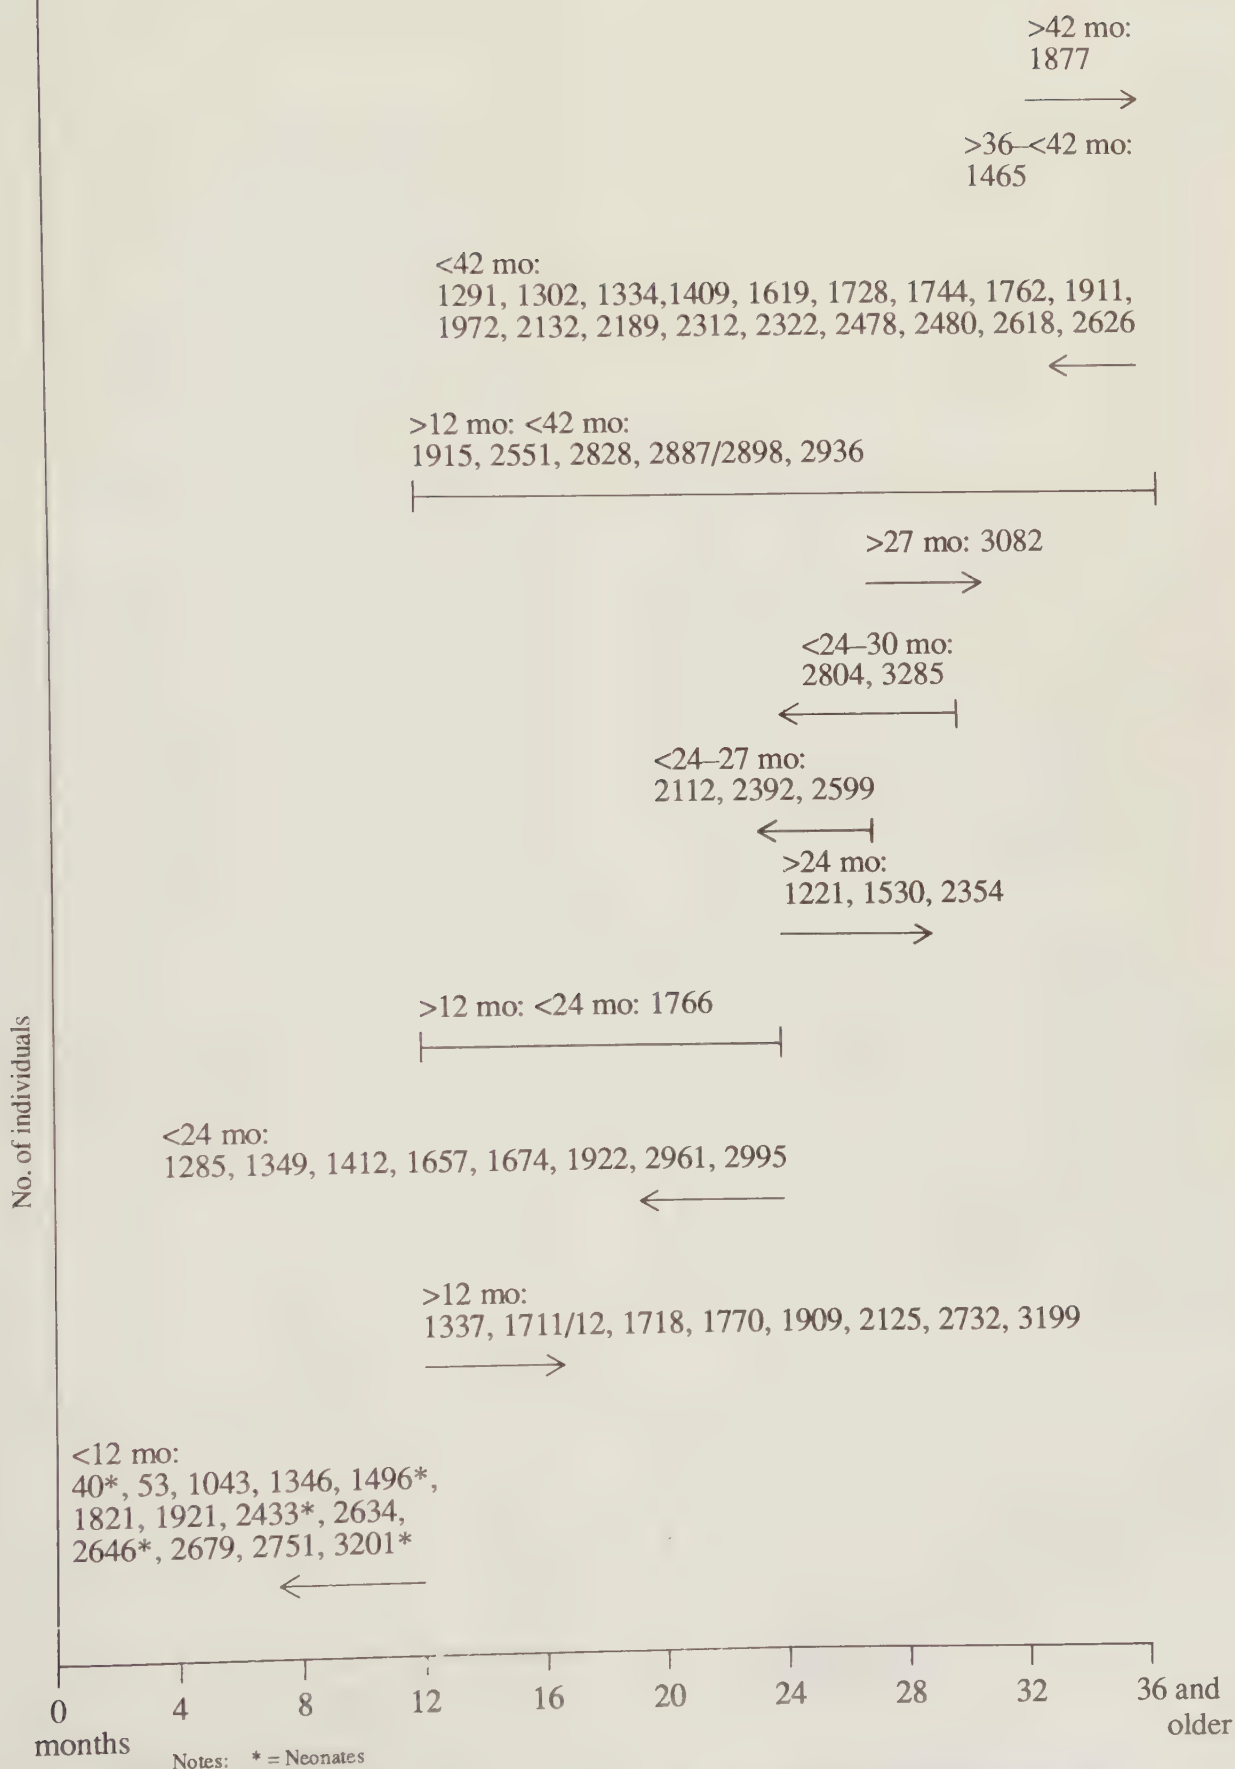 >42 mo:
1877
>36–<42 mo:
1465
<42 mo:
1291, 1302, 1334,1409, 1619, 1728, 1744, 1762, 1911,
1972, 2132, 2189, 2312, 2322, 2478, 2480, 2618, 2626
>12 mo: <42 mo:
1915, 2551, 2828, 2887/2898, 2936
>27 mo: 3082
<24–30 mo:
2804, 3285
<24–27 mo:
2112, 2392, 2599
>24 mo:
1221, 1530, 2354
>12 mo: <24 mo: 1766
No. of individuals
<24 mo:
1285, 1349, 1412, 1657, 1674, 1922, 2961, 2995
>12 mo:
1337, 1711/12, 1718, 1770, 1909, 2125, 2732, 3199
<12 mo:
40*, 53, 1043, 1346, 1496*,
1821, 1921, 2433*, 2634,
2646*, 2679, 2751, 3201*
0 4 8 12 16 20 24 28 32 36 and
months older
Notes: * = Neonates